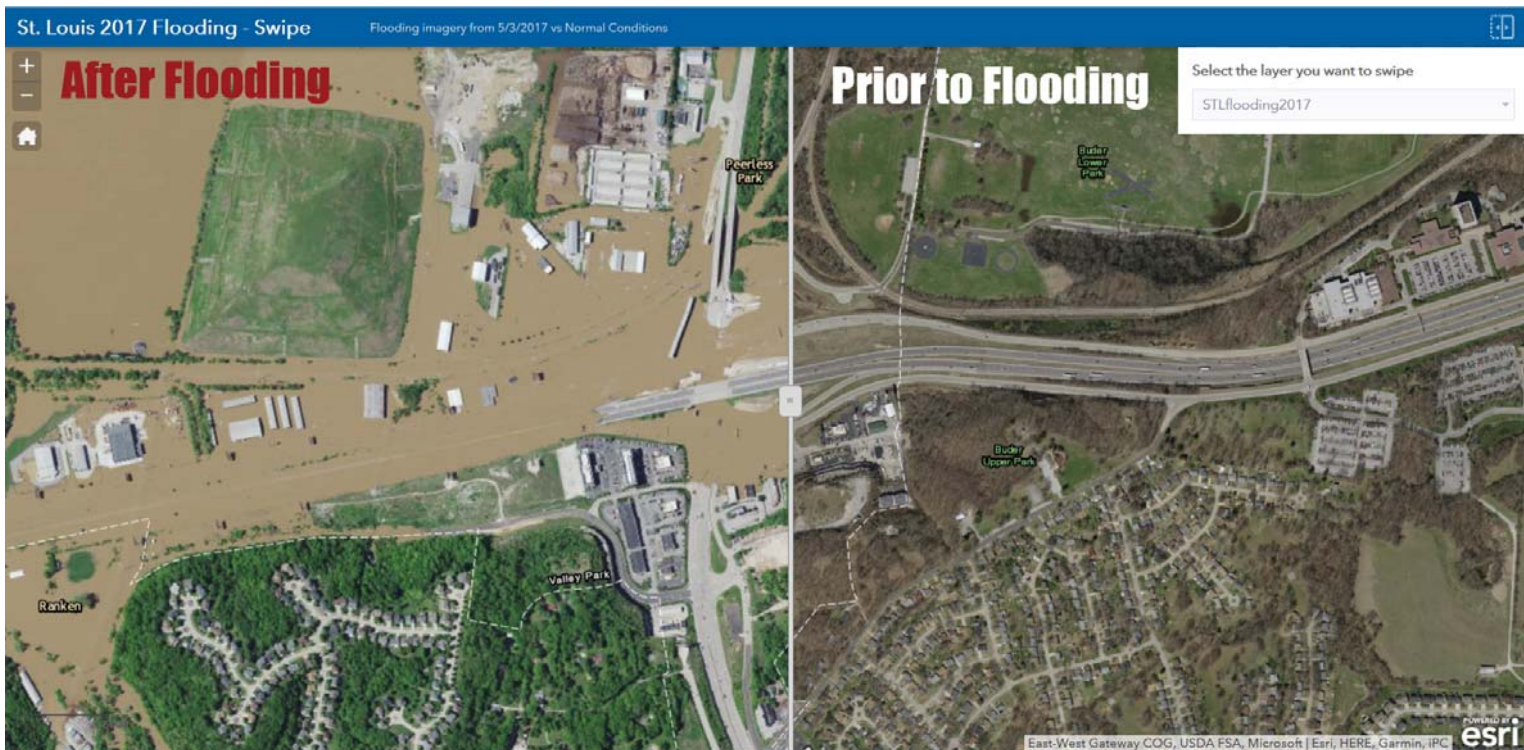 St. Louis 2017 Flooding - Swipe
Flooding imagery from 5/3/2017 vs Normal Conditions
After Flooding
Prior to Flooding
Select the layer you want to swipe
STLflooding2017
Peerless
Park
Buder
Lower
Park
Buder
Upper Park
Valley Park
Ranken
East-West Gateway COG, USDA FSA, Microsoft | Esri, HERE, Garmin, iPC
POWERED BY
esri